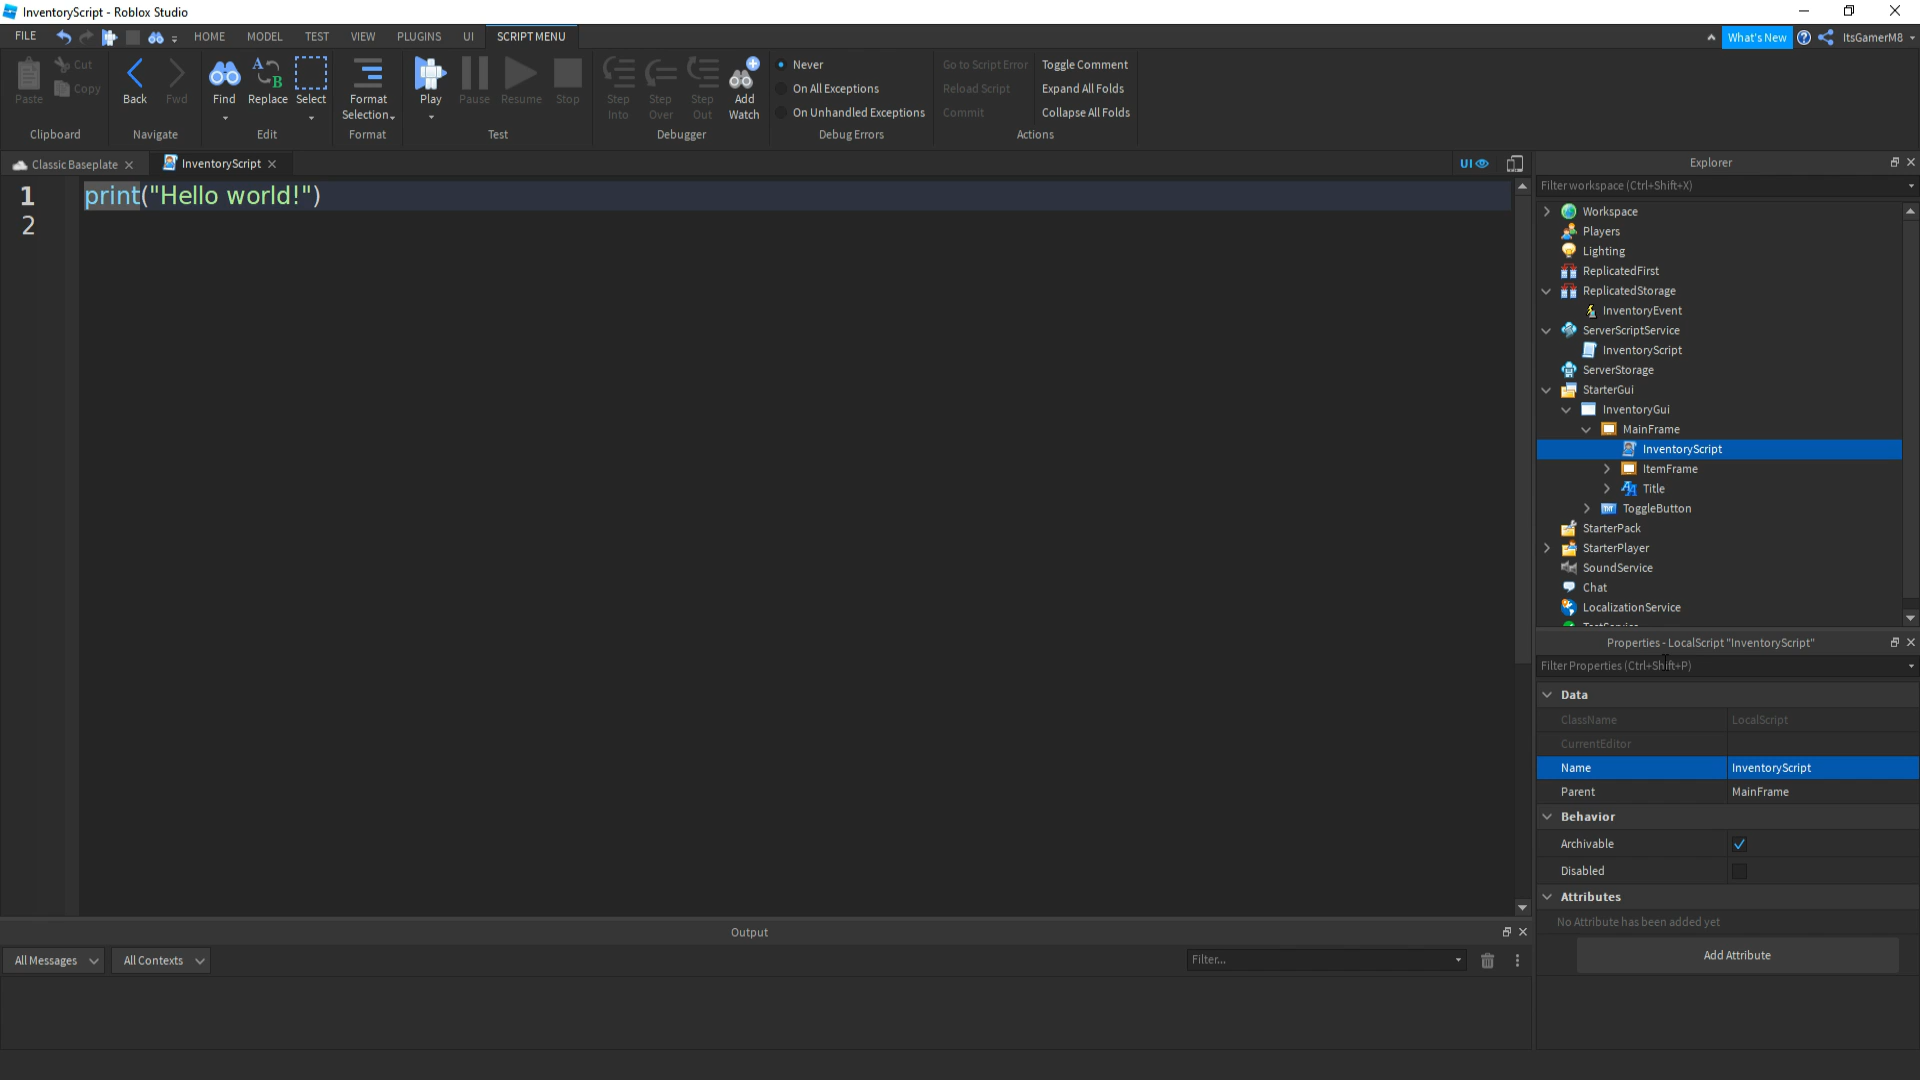 InventoryScript - Roblox Studio
FILE HOME MODEL TEST VIEW PLUGINS UI SCRIPT MENU What's New ItsGamerM8
Paste Cut Copy
Clipboard
Back Fwd
Navigate
Find Replace Select
Edit
Format Selection
Format
Play Pause Resume Stop
Test
Step Into Step Over Step Out Add Watch
Debugger
Never
On All Exceptions
On Unhandled Exceptions
Debug Errors
Go to Script Error Toggle Comment
Reload Script Expand All Folds
Commit Collapse All Folds
Actions
Classic Baseplate InventoryScript UI
1 print("Hello world!")
2
Explorer
Filter workspace (Ctrl+Shift+X)
Workspace
Players
Lighting
ReplicatedFirst
ReplicatedStorage
InventoryEvent
ServerScriptService
InventoryScript
ServerStorage
StarterGui
InventoryGui
MainFrame
InventoryScript
ItemFrame
Title
ToggleButton
StarterPack
StarterPlayer
SoundService
Chat
LocalizationService
Properties - LocalScript "InventoryScript"
Filter Properties (Ctrl+Shift+P)
Data
ClassName LocalScript
CurrentEditor
Name InventoryScript
Parent MainFrame
Behavior
Archivable
Disabled
Attributes
No Attribute has been added yet
Add Attribute
Output
All Messages All Contexts Filter...